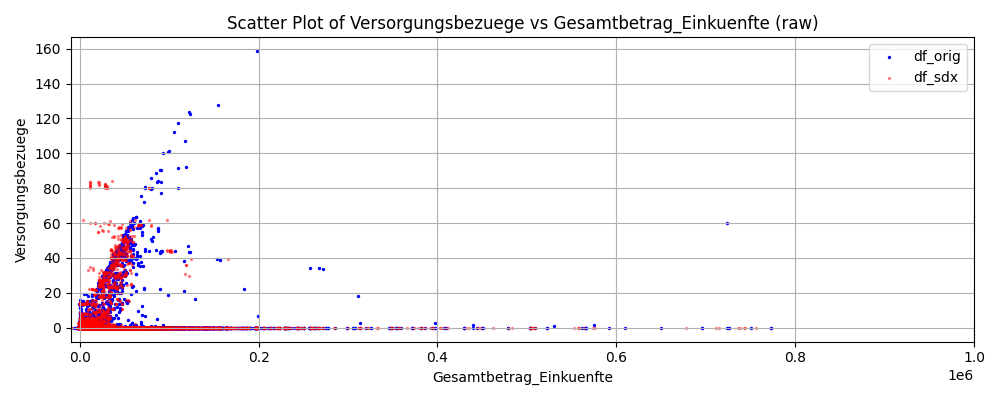 Scatter Plot of Versorgungsbezuege vs Gesamtbetrag_Einkuenfte (raw)
df_orig
df_sdx
Versorgungsbezuege
160
140
120
100
80
60
40
20
0
0.0 0.2 0.4 0.6 0.8 1.0
1e6
Gesamtbetrag_Einkuenfte